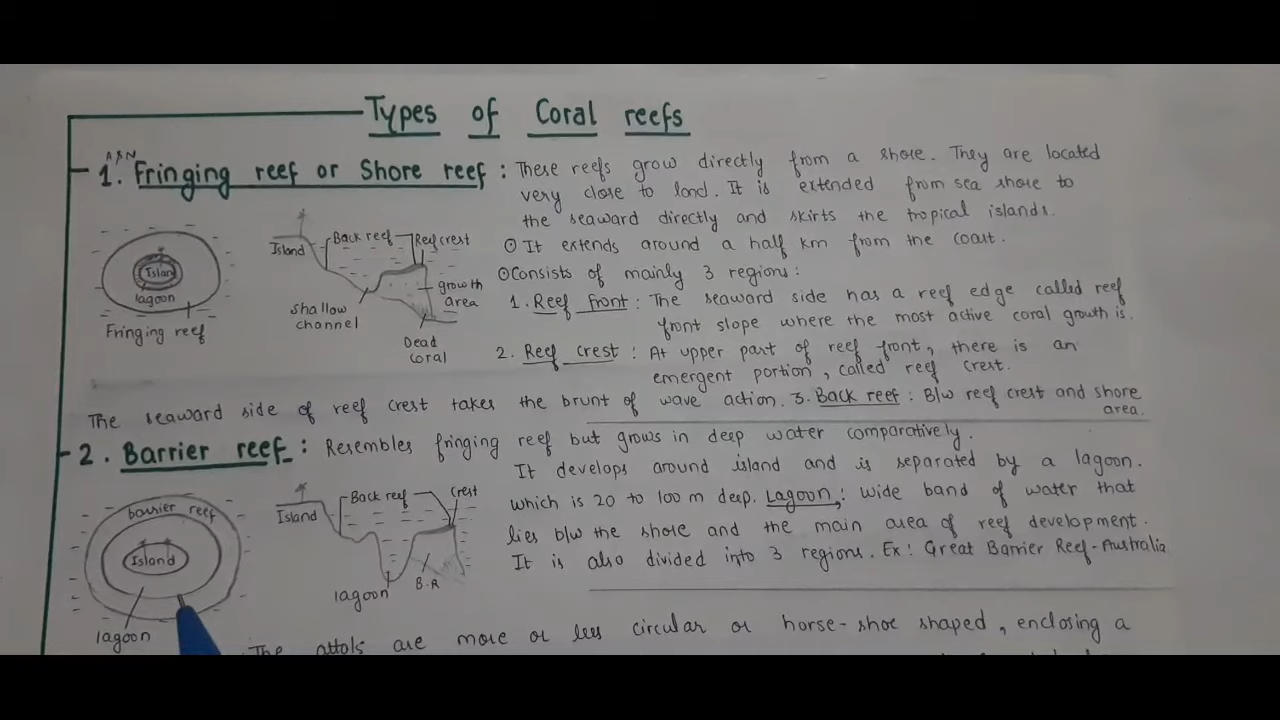 Types of Coral reefs
A & N
1. Fringing reef or Shore reef : These reefs grow directly from a shore. They are located
very close to land. It is extended from sea shore to
the seaward directly and skirts the tropical islands.
⊙ It extends around a half km from the coast.
⊙ Consists of mainly 3 regions:
1. Reef front : The seaward side has a reef edge called reef
front slope where the most active coral growth is.
2. Reef crest : At upper part of reef front, there is an
emergent portion, called reef crest.
Islan
lagoon
Fringing reef
Island
Back reef
Reef crest
growth
area
shallow
channel
Dead
coral
The seaward side of reef crest takes the brunt of wave action. 3. Back reef : B/w reef crest and shore
area.
2. Barrier reef : Resembles fringing reef but grows in deep water comparatively.
It develops around island and is separated by a lagoon.
which is 20 to 100 m deep. Lagoon : wide band of water that
lies b/w the shore and the main area of reef development.
It is also divided into 3 regions. Ex: Great Barrier Reef-Australia
barrier reef
Island
lagoon
Island
Back reef
Crest
lagoon
B.R
The attols are more or less circular or horse-shoe shaped, enclosing a